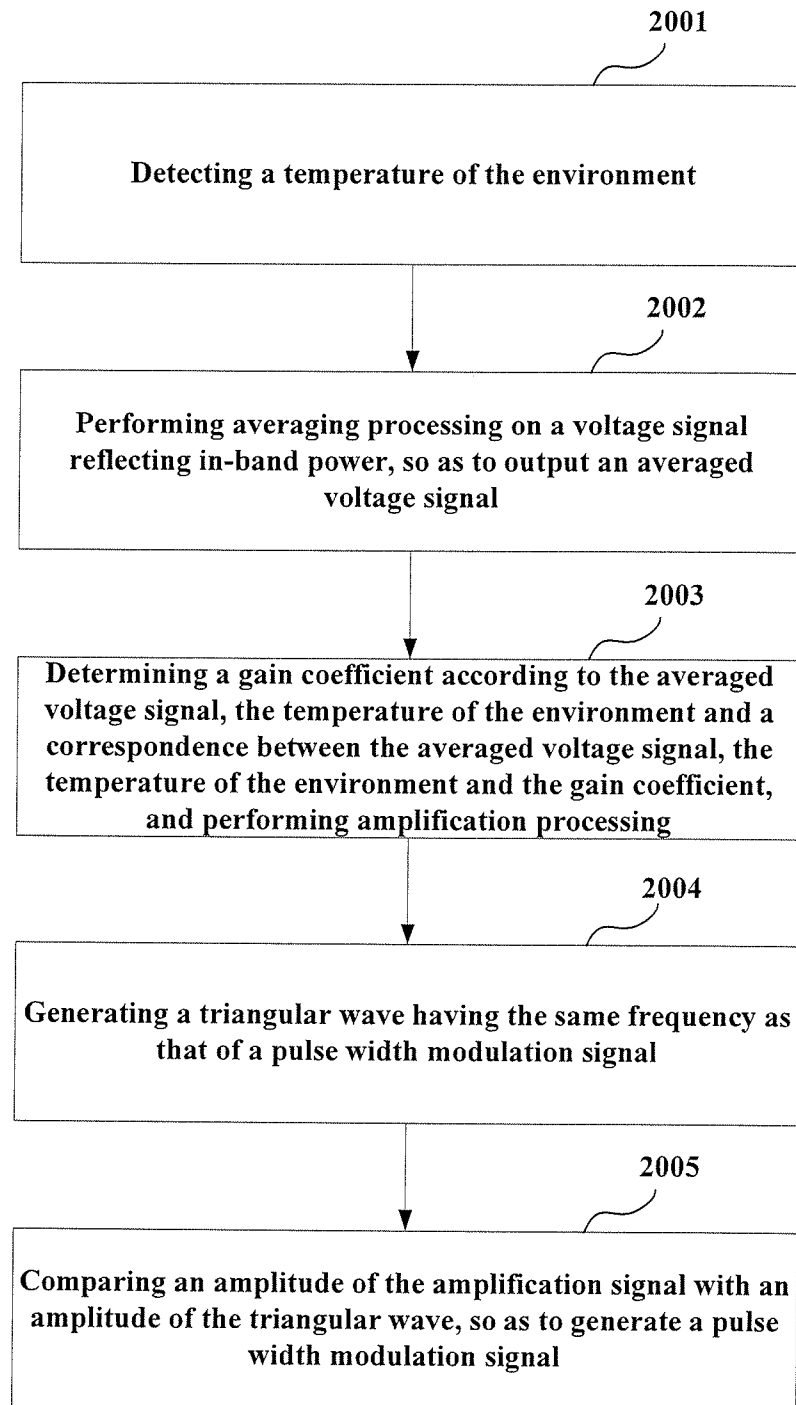 2001
Detecting a temperature of the environment
2002
Performing averaging processing on a voltage signal
reflecting in-band power, so as to output an averaged
voltage signal
2003
Determining a gain coefficient according to the averaged
voltage signal, the temperature of the environment and a
correspondence between the averaged voltage signal, the
temperature of the environment and the gain coefficient,
and performing amplification processing
2004
Generating a triangular wave having the same frequency as
that of a pulse width modulation signal
2005
Comparing an amplitude of the amplification signal with an
amplitude of the triangular wave, so as to generate a pulse
width modulation signal